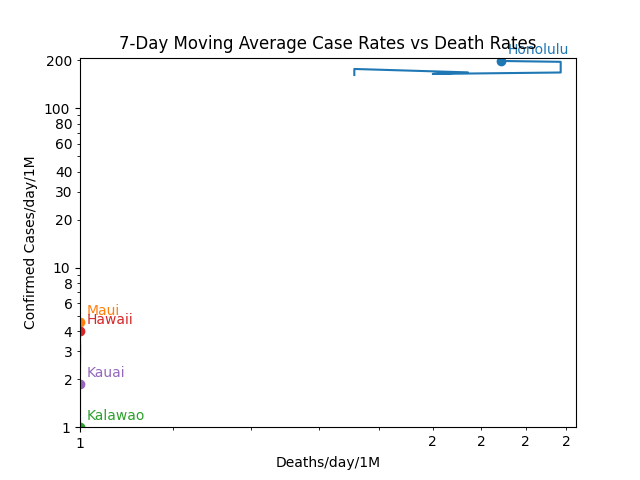 7-Day Moving Average Case Rates vs Death Rates
Honolulu
200
100
80
60
40
30
20
10
8
6
4
3
2
1
Confirmed Cases/day/1M
Maui
Hawaii
Kauai
Kalawao
1
2
2
2
2
Deaths/day/1M